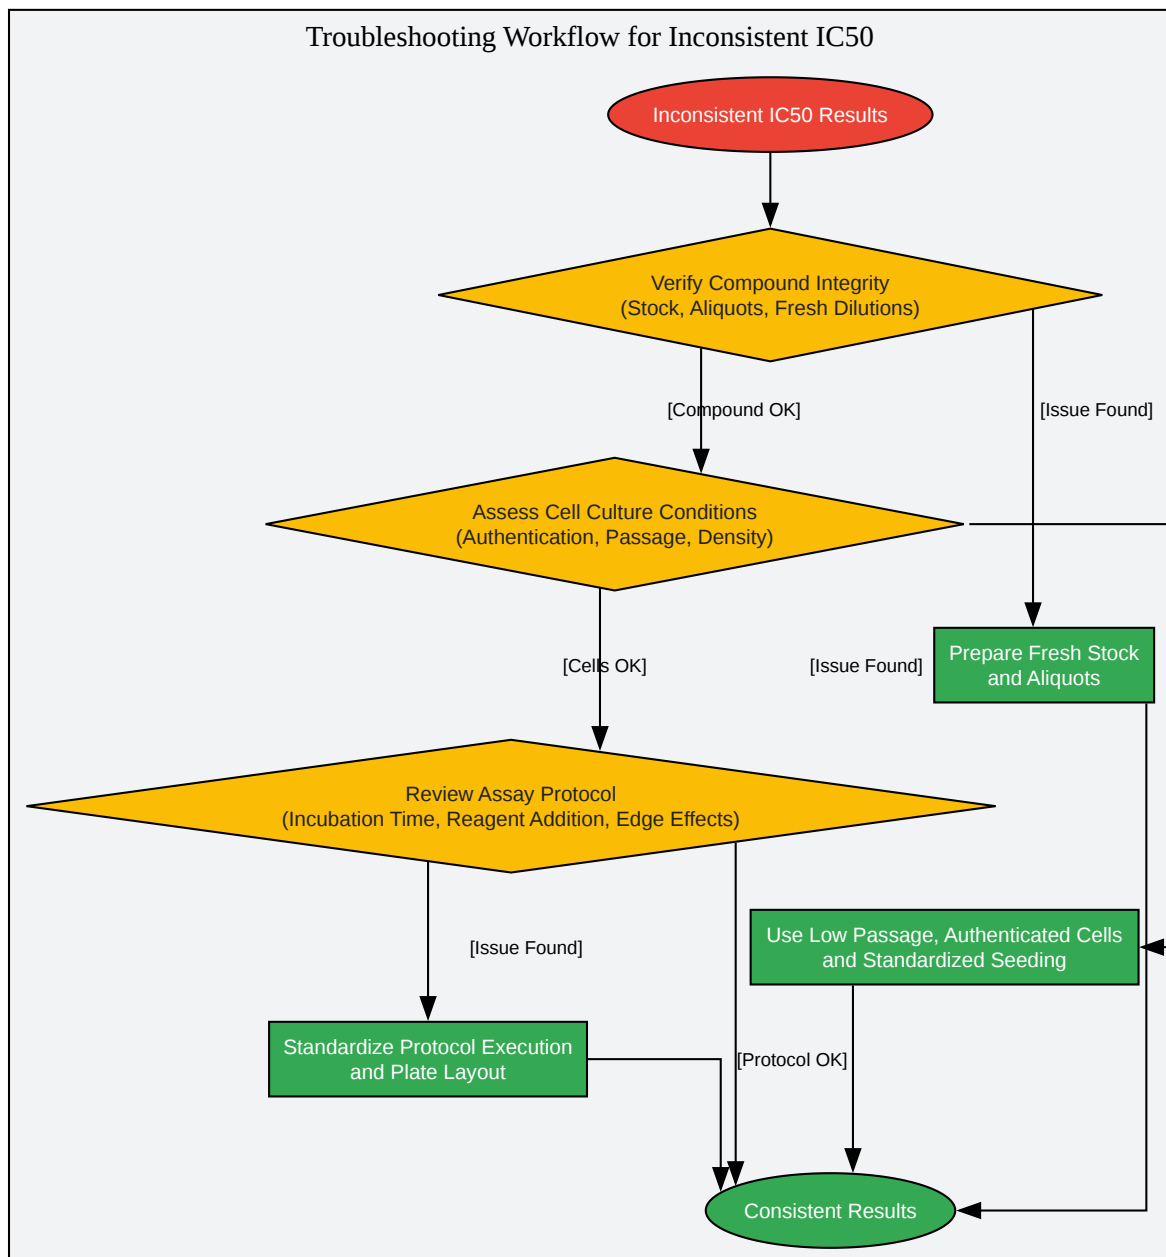 Troubleshooting Workflow for Inconsistent IC50
Inconsistent IC50 Results
Verify Compound Integrity
(Stock, Aliquots, Fresh Dilutions)
[Compound OK]
[Issue Found]
Assess Cell Culture Conditions
(Authentication, Passage, Density)
[Cells OK]
[Issue Found]
Prepare Fresh Stock
and Aliquots
Review Assay Protocol
(Incubation Time, Reagent Addition, Edge Effects)
[Issue Found]
Use Low Passage, Authenticated Cells
and Standardized Seeding
Standardize Protocol Execution
and Plate Layout
[Protocol OK]
Consistent Results